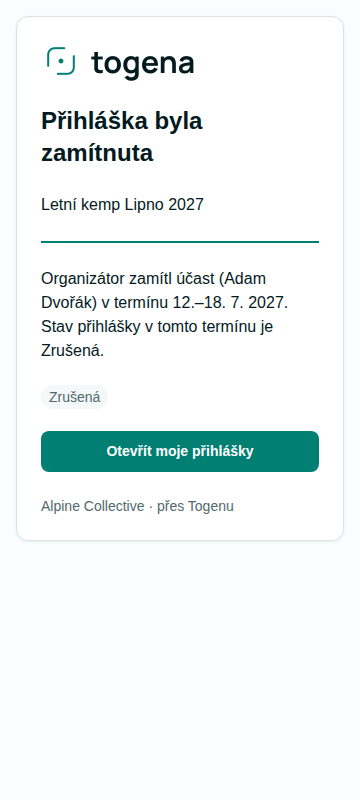 togena
Přihláška byla
zamítnuta
Letní kemp Lipno 2027
Organizátor zamítl účast (Adam
Dvořák) v termínu 12.–18. 7. 2027.
Stav přihlášky v tomto termínu je
Zrušená.
Zrušená
Otevřít moje přihlášky
Alpine Collective · přes Togenu